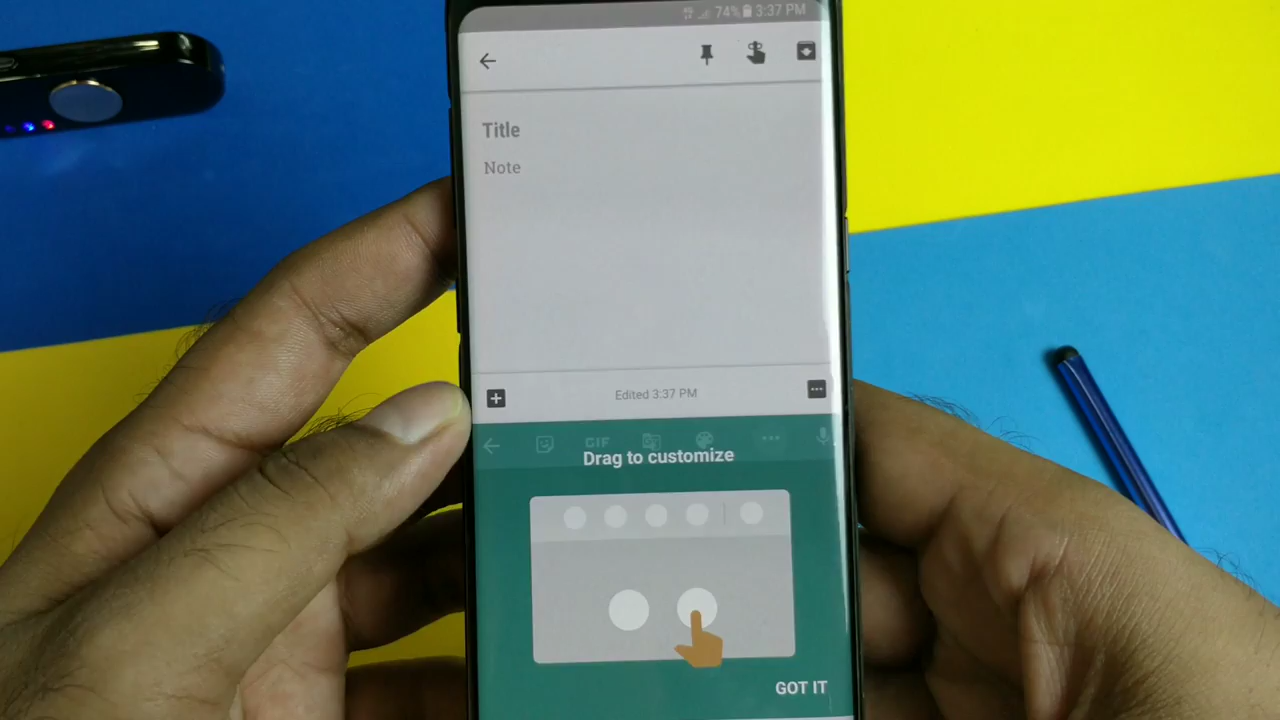 74% 3:37 PM
Title
Note
Edited 3:37 PM
GIF
Drag to customize
GOT IT